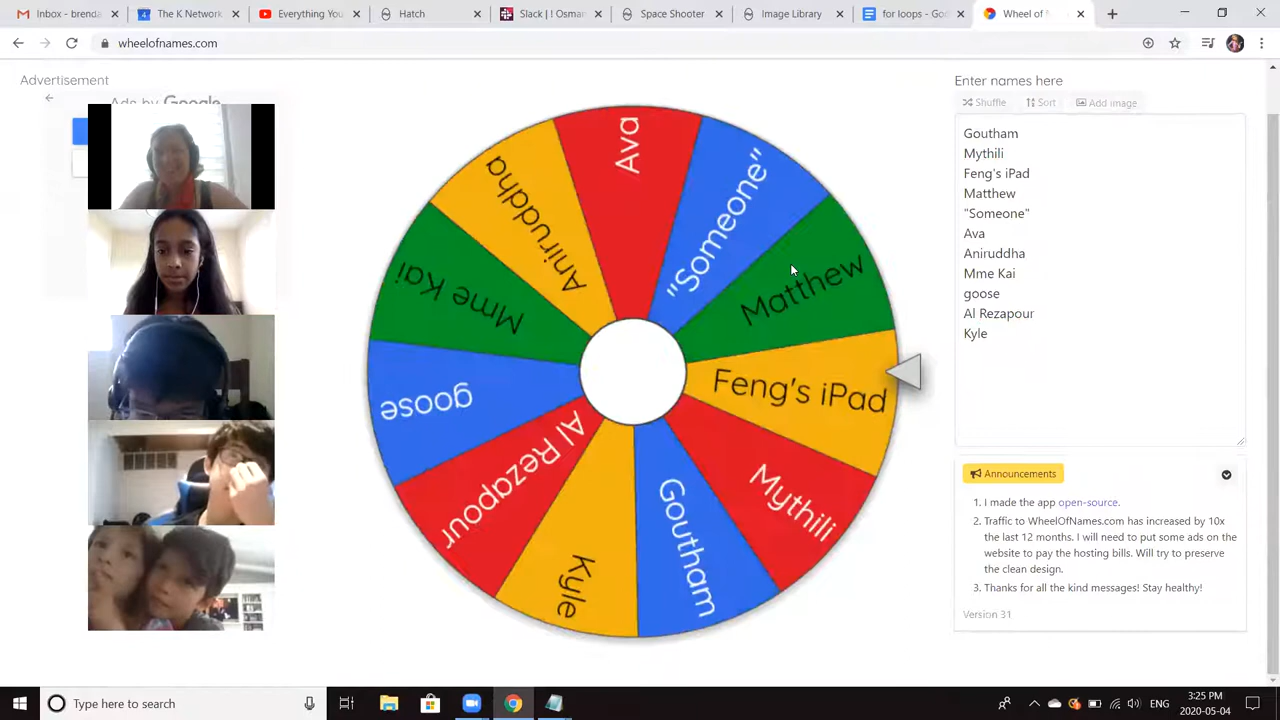 Inbox - brenda
The K Network
Everything You
Hatch
Slack | I Osm
Space Shooter
Image Library
for loops - Go
Wheel of
wheelofnames.com
Advertisement
Ads by Google
Enter names here
Shuffle Sort Add image
Goutham
Mythili
Feng's iPad
Matthew
"Someone"
Ava
Aniruddha
Mme Kai
goose
Al Rezapour
Kyle
Ava
"Someone"
Matthew
Feng's iPad
Mythili
Goutham
Kyle
Al Rezapour
goose
Mme Kai
Aniruddha
Announcements
1. I made the app open-source.
2. Traffic to WheelOfNames.com has increased by 10x
the last 12 months. I will need to put some ads on the
website to pay the hosting bills. Will try to preserve
the clean design.
3. Thanks for all the kind messages! Stay healthy!
Version 31
Type here to search
ENG
3:25 PM
2020-05-04